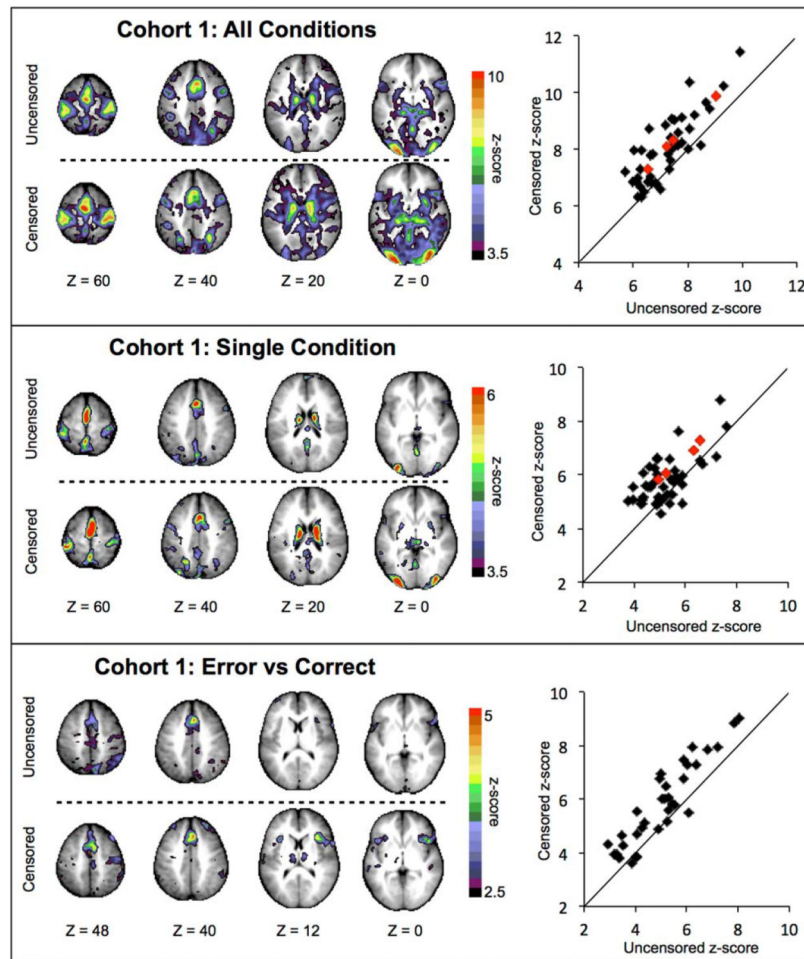 Cohort 1: All Conditions
Uncensored
Censored
Z = 60
Z = 40
Z = 20
Z = 0
10
z-score
3.5
Censored z-score
12
10
8
6
4
4
6
8
10
12
Uncensored z-score
Cohort 1: Single Condition
Uncensored
Censored
Z = 60
Z = 40
Z = 20
Z = 0
6
z-score
3.5
Censored z-score
10
8
6
4
2
2
4
6
8
10
Uncensored z-score
Cohort 1: Error vs Correct
Uncensored
Censored
Z = 48
Z = 40
Z = 12
Z = 0
5
z-score
2.5
Censored z-score
10
8
6
4
2
2
4
6
8
10
Uncensored z-score